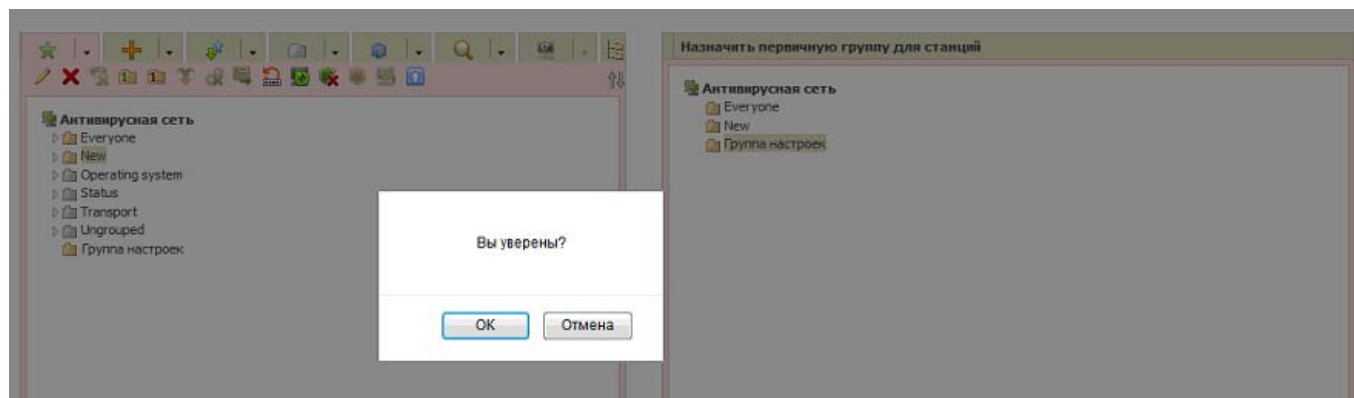 Назначить первичную группу для станций
Антивирусная сеть
Everyone
New
Operating system
Status
Transport
Ungrouped
Группа настроек
Антивирусная сеть
Everyone
New
Группа настроек
Вы уверены?
OK
Отмена